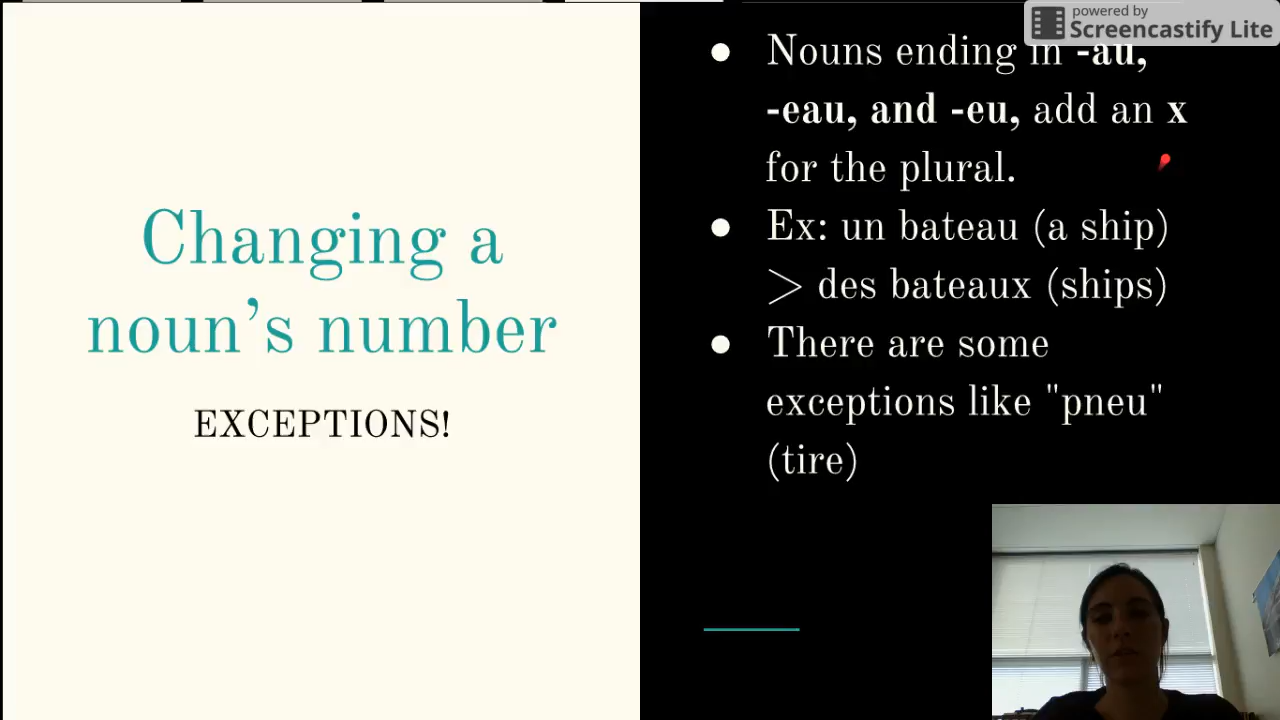 powered by
Screencastify Lite
Changing a
noun's number
EXCEPTIONS!
● Nouns ending in -au,
-eau, and -eu, add an x
for the plural.
● Ex: un bateau (a ship)
> des bateaux (ships)
● There are some
exceptions like "pneu"
(tire)